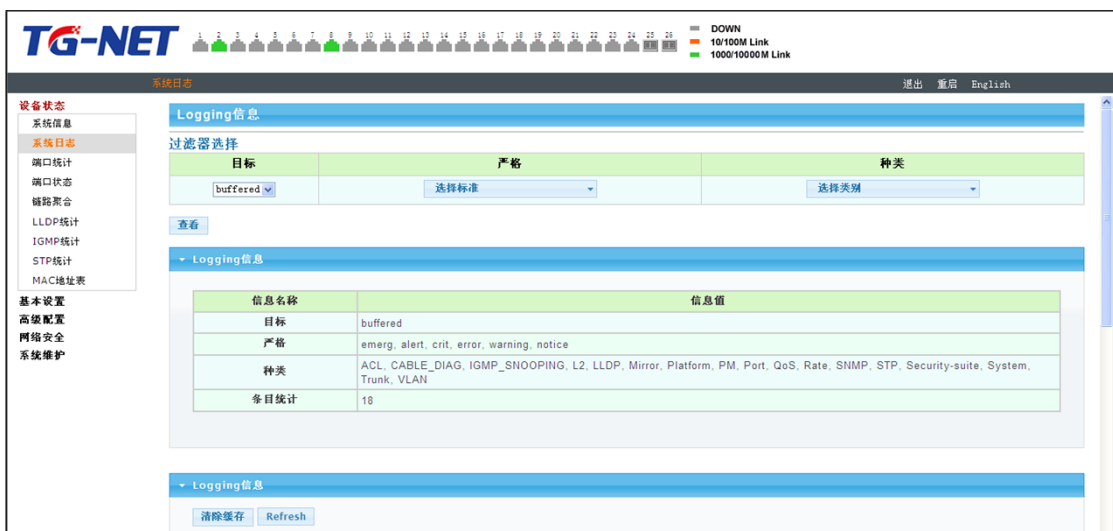 TG-NET
1 2 3 4 5 6 7 8 9 10 11 12 13 14 15 16 17 18 19 20 21 22 23 24 25 26
DOWN
10/100M Link
1000/10000M Link
系统日志
退出 重启 English
设备状态
系统信息
系统日志
端口统计
端口状态
链路聚合
LLDP统计
IGMP统计
STP统计
MAC地址表
基本设置
高级配置
网络安全
系统维护
Logging信息
过滤器选择
目标 严格 种类
buffered 选择标准 选择类别
查看
Logging信息
信息名称 信息值
目标 buffered
严格 emerg, alert, crit, error, warning, notice
种类 ACL, CABLE_DIAG, IGMP_SNOOPING, L2, LLDP, Mirror, Platform, PM, Port, QoS, Rate, SNMP, STP, Security-suite, System,
Trunk, VLAN
条目统计 18
Logging信息
清除缓存 Refresh